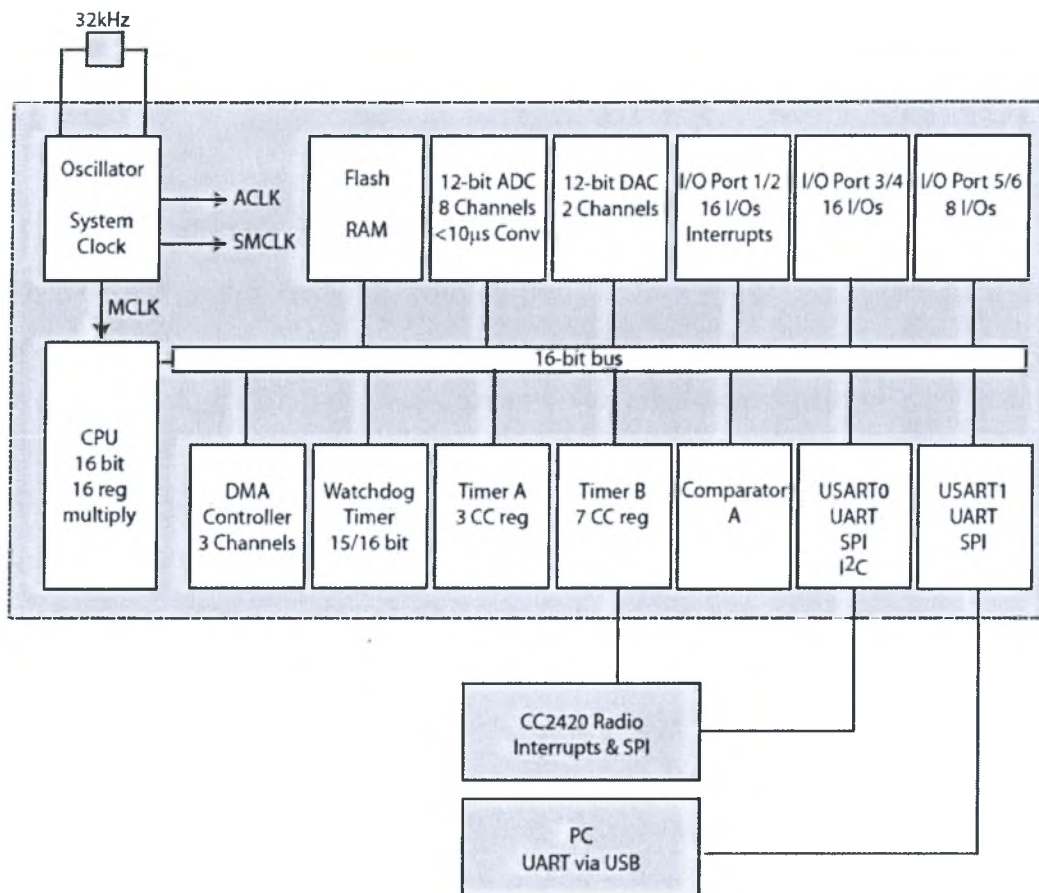 32kHz
Oscillator
System
Clock
ACLK
SMCLK
MCLK
Flash
RAM
12-bit ADC
8 Channels
<10μs Conv
12-bit DAC
2 Channels
I/O Port 1/2
16 I/Os
Interrupts
I/O Port 3/4
16 I/Os
I/O Port 5/6
8 I/Os
16-bit bus
CPU
16 bit
16 reg
multiply
DMA
Controller
3 Channels
Watchdog
Timer
15/16 bit
Timer A
3 CC reg
Timer B
7 CC reg
Comparator
A
USART0
UART
SPI
I²C
USART1
UART
SPI
CC2420 Radio
Interrupts & SPI
PC
UART via USB